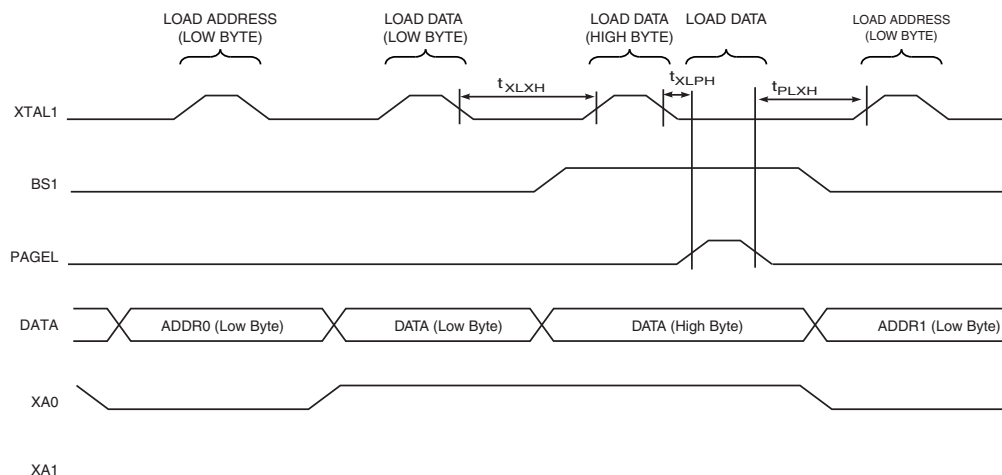 LOAD ADDRESS
(LOW BYTE)
LOAD DATA
(LOW BYTE)
LOAD DATA
(HIGH BYTE)
LOAD DATA
LOAD ADDRESS
(LOW BYTE)
XTAL1
tXLXH
tXLPH
tPLXH
BS1
PAGEL
DATA
ADDR0 (Low Byte)
DATA (Low Byte)
DATA (High Byte)
ADDR1 (Low Byte)
XA0
XA1